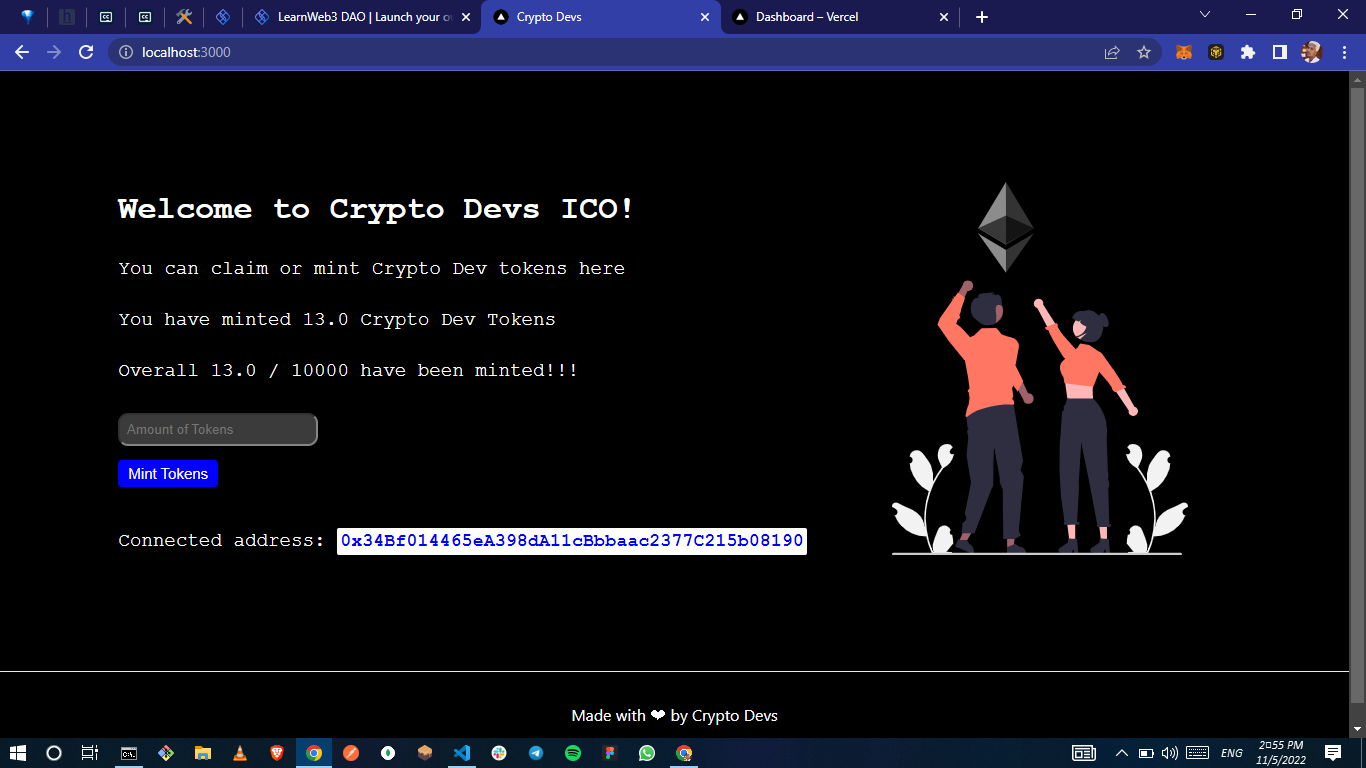 LearnWeb3 DAO | Launch your ow
Crypto Devs
Dashboard – Vercel
localhost:3000
Welcome to Crypto Devs ICO!
You can claim or mint Crypto Dev tokens here
You have minted 13.0 Crypto Dev Tokens
Overall 13.0 / 10000 have been minted!!!
Amount of Tokens
Mint Tokens
Connected address: 0x34Bf014465eA398dA11cBbbaac2377C215b08190
Made with ❤ by Crypto Devs
ENG
2:55 PM
11/5/2022